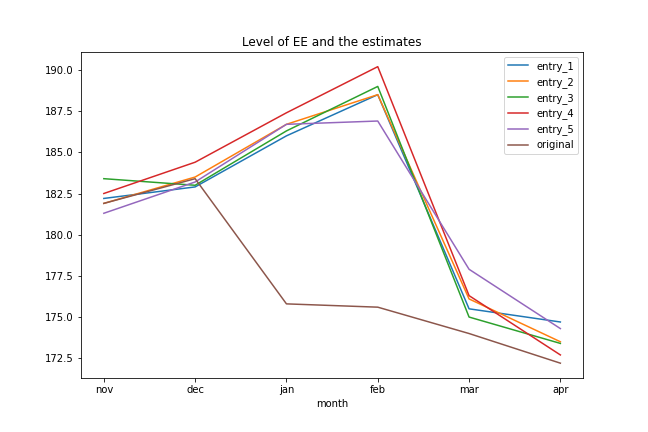 Level of EE and the estimates
190.0
187.5
185.0
182.5
180.0
177.5
175.0
172.5
nov dec jan feb mar apr
month
entry_1
entry_2
entry_3
entry_4
entry_5
original